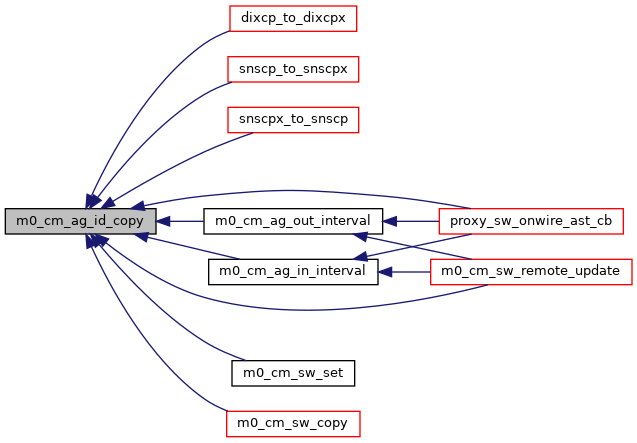 dixcp_to_dixcpx
snscp_to_snscpx
snscpx_to_snscp
m0_cm_ag_id_copy
m0_cm_ag_out_interval
proxy_sw_onwire_ast_cb
m0_cm_ag_in_interval
m0_cm_sw_remote_update
m0_cm_sw_set
m0_cm_sw_copy